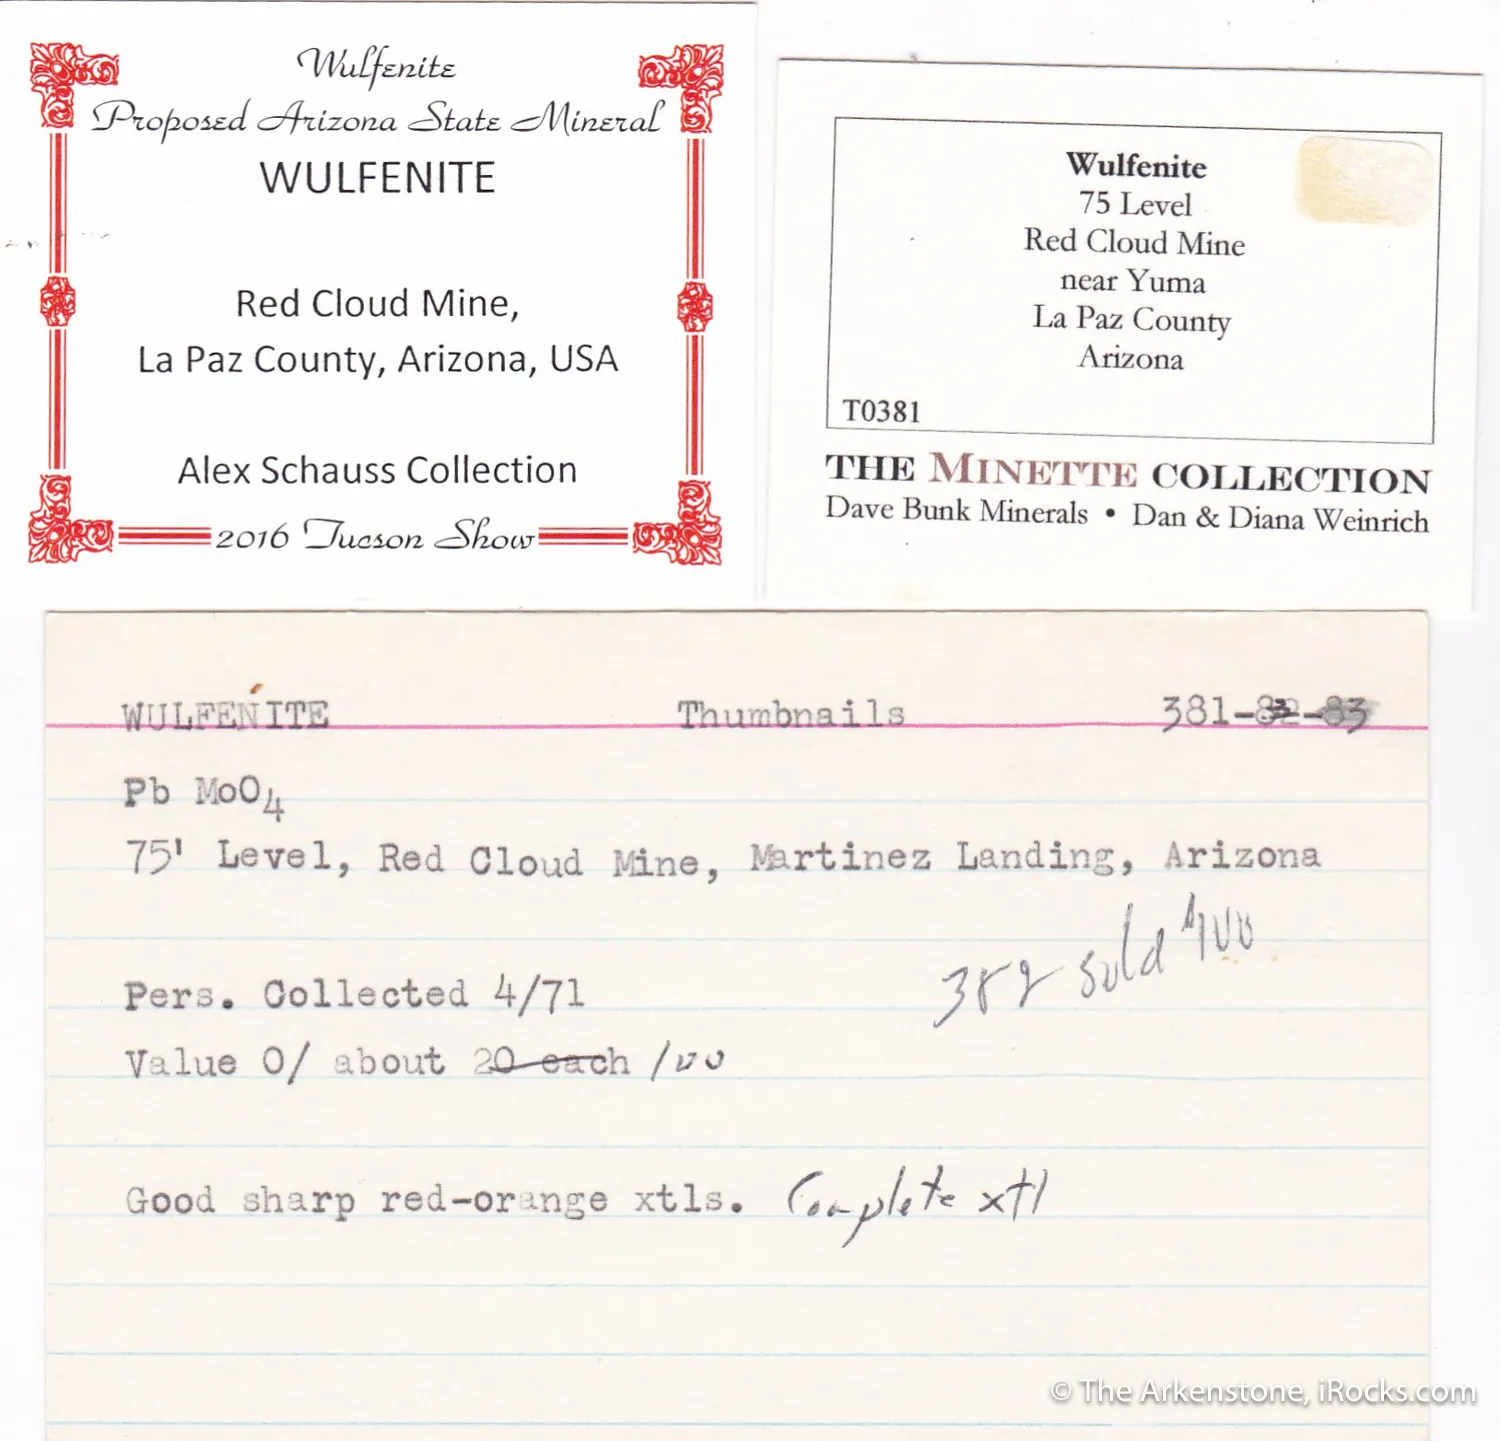 Wulfenite
Proposed Arizona State Mineral
WULFENITE
Red Cloud Mine,
La Paz County, Arizona, USA
Alex Schauss Collection
2016 Tucson Show
Wulfenite
75 Level
Red Cloud Mine
near Yuma
La Paz County
Arizona
T0381
THE MINETTE COLLECTION
Dave Bunk Minerals • Dan & Diana Weinrich
WULFENITE Thumbnails 381-82-83
Pb MoO4
75' Level, Red Cloud Mine, Martinez Landing, Arizona
382 sold $100
Pers. Collected 4/71
Value 0/ about 20 each 100
Good sharp red-orange xtls. Complete xtl
© The Arkenstone, iRocks.com